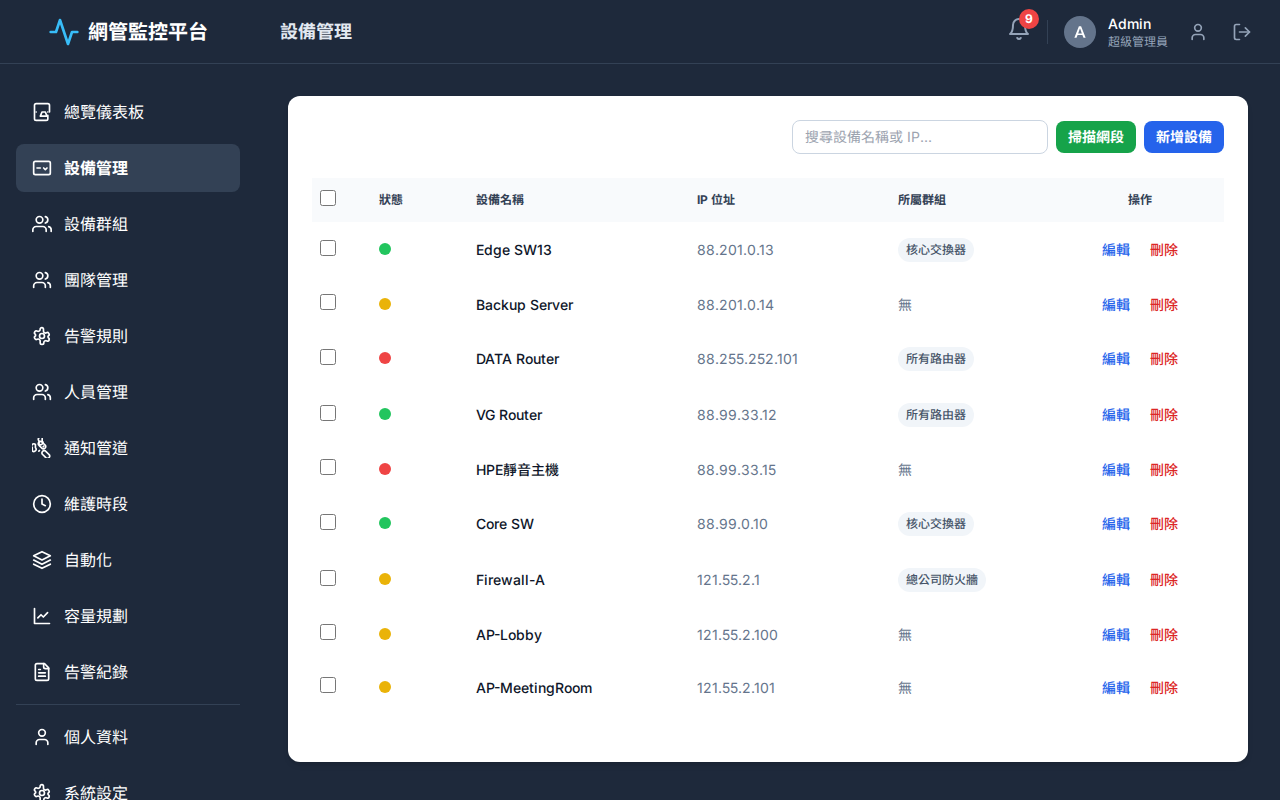 網管監控平台
設備管理
9
A
Admin
超級管理員
總覽儀表板
設備管理
設備群組
團隊管理
告警規則
人員管理
通知管道
維護時段
自動化
容量規劃
告警紀錄
個人資料
系統設定
搜尋設備名稱或 IP...
掃描網段
新增設備
狀態 設備名稱 IP 位址 所屬群組 操作
Edge SW13 88.201.0.13 核心交換器 編輯 刪除
Backup Server 88.201.0.14 無 編輯 刪除
DATA Router 88.255.252.101 所有路由器 編輯 刪除
VG Router 88.99.33.12 所有路由器 編輯 刪除
HPE靜音主機 88.99.33.15 無 編輯 刪除
Core SW 88.99.0.10 核心交換器 編輯 刪除
Firewall-A 121.55.2.1 總公司防火牆 編輯 刪除
AP-Lobby 121.55.2.100 無 編輯 刪除
AP-MeetingRoom 121.55.2.101 無 編輯 刪除